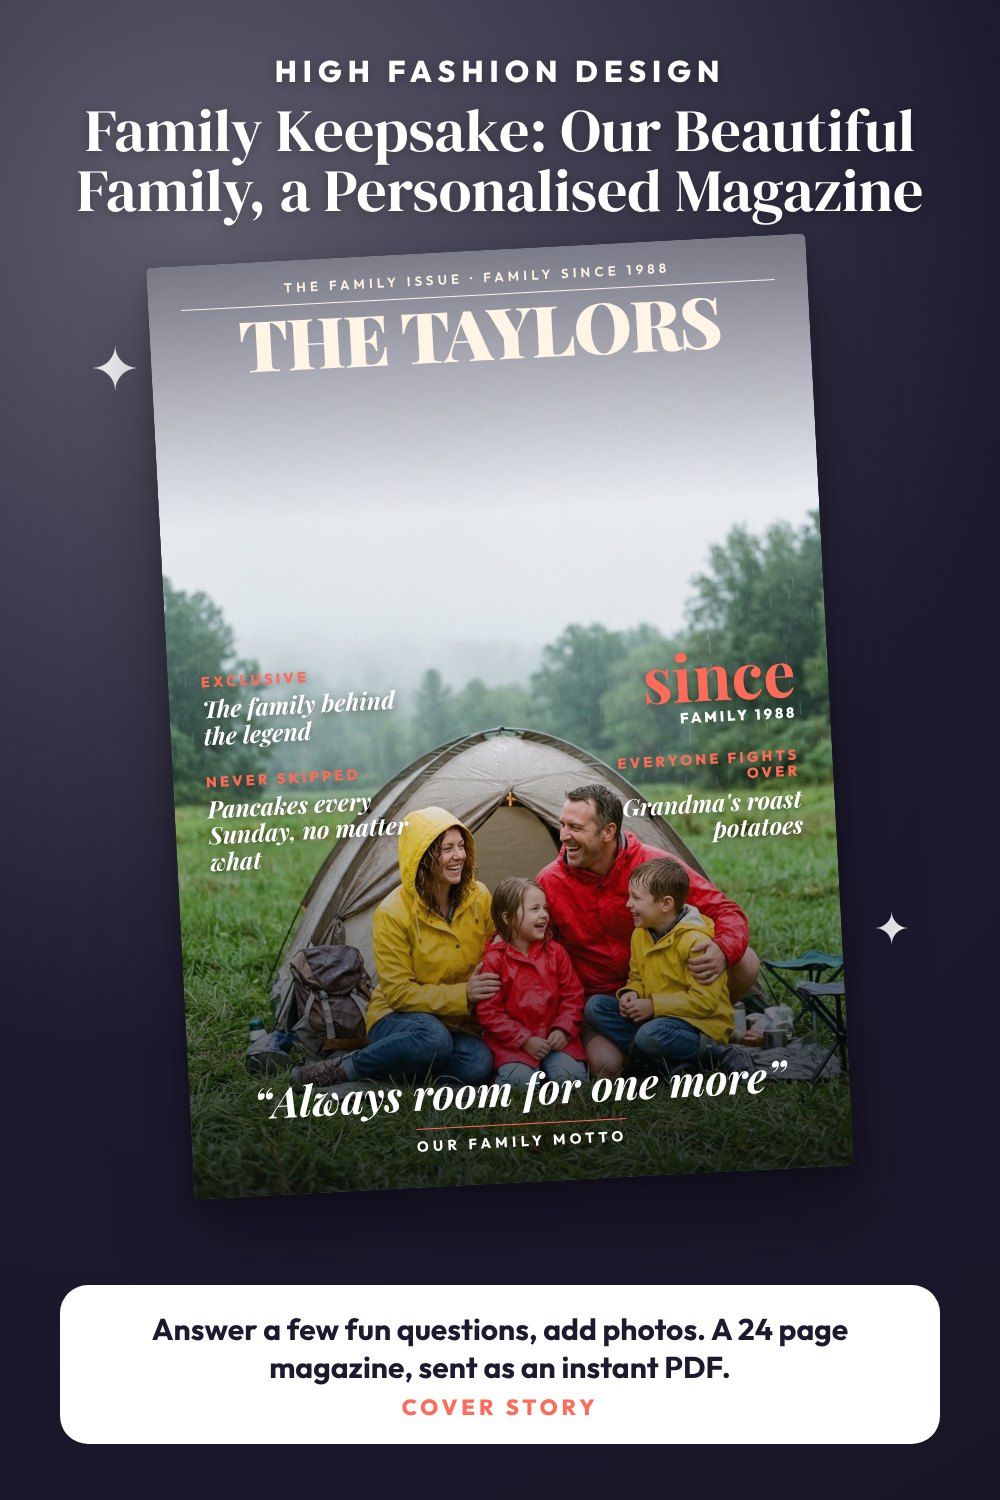 HIGH FASHION DESIGN
Family Keepsake: Our Beautiful
Family, a Personalised Magazine
THE FAMILY ISSUE · FAMILY SINCE 1988
THE TAYLORS
EXCLUSIVE
The family behind
the legend
NEVER SKIPPED
Pancakes every
Sunday, no matter
what
since
FAMILY 1988
EVERYONE FIGHTS
OVER
Grandma's roast
potatoes
“Always room for one more”
OUR FAMILY MOTTO
Answer a few fun questions, add photos. A 24 page
magazine, sent as an instant PDF.
COVER STORY